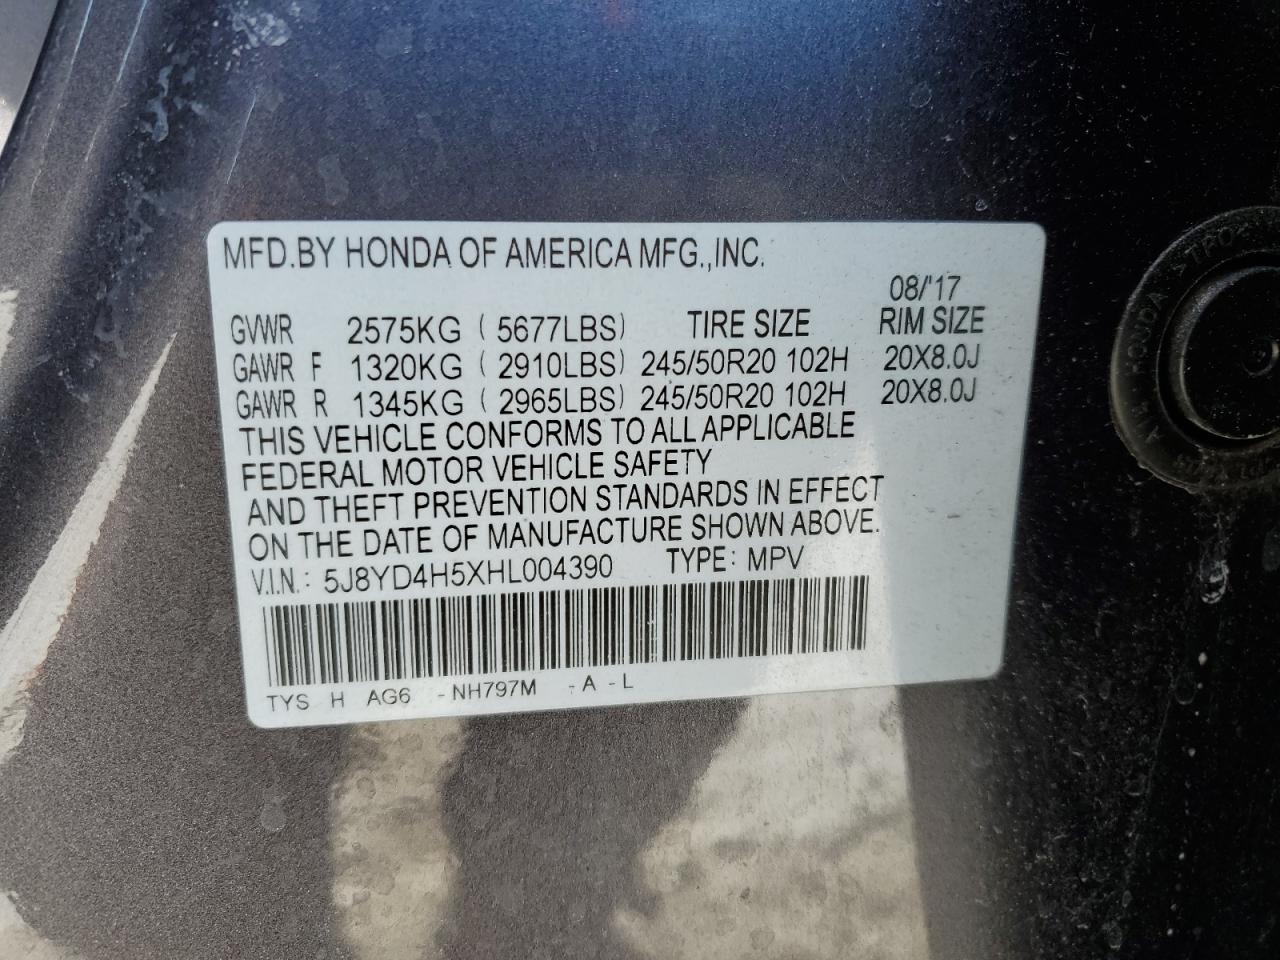 MFD.BY HONDA OF AMERICA MFG.,INC.
08/'17
GVWR 2575KG ( 5677LBS) TIRE SIZE RIM SIZE
GAWR F 1320KG ( 2910LBS) 245/50R20 102H 20X8.0J
GAWR R 1345KG ( 2965LBS) 245/50R20 102H 20X8.0J
THIS VEHICLE CONFORMS TO ALL APPLICABLE
FEDERAL MOTOR VEHICLE SAFETY
AND THEFT PREVENTION STANDARDS IN EFFECT
ON THE DATE OF MANUFACTURE SHOWN ABOVE.
V.I.N.: 5J8YD4H5XHL004390 TYPE: MPV
TYS H AG6 -NH797M -A -L
HONDA >TPO<